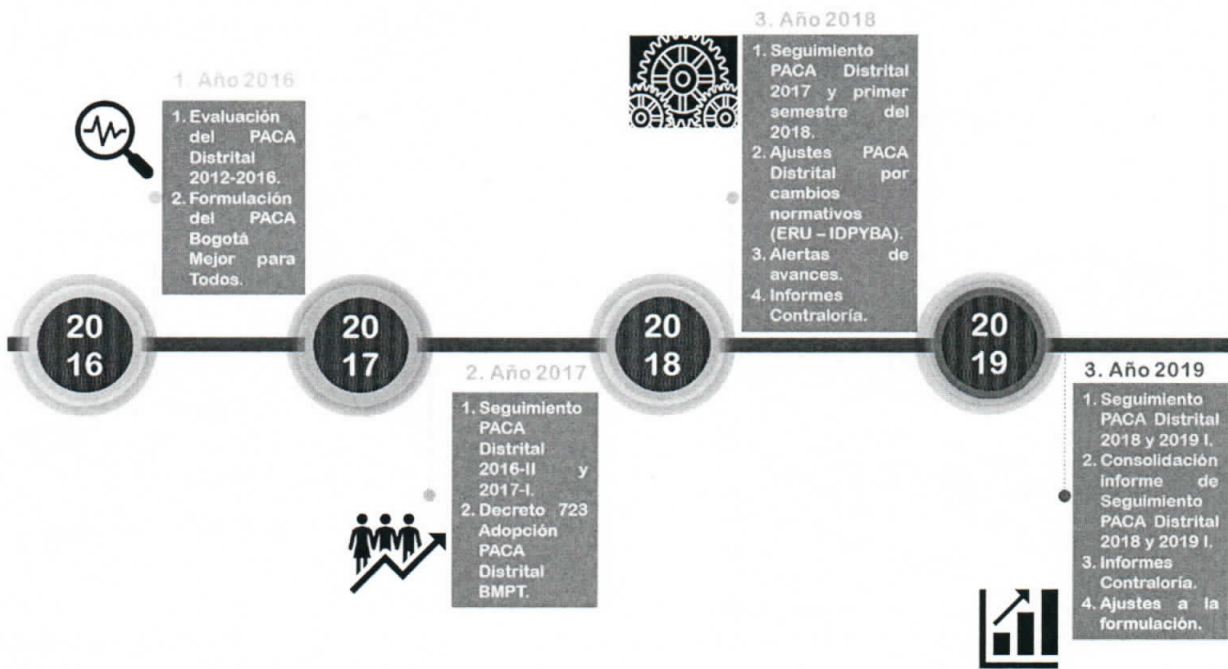 1. Año 2016
1. Evaluación
del PACA
Distrital
2012-2016.
2. Formulación
del PACA
Bogotá
Mejor para
Todos.
20
16
20
17
2. Año 2017
1. Seguimiento
PACA
Distrital
2016-II y
2017-I.
2. Decreto 723
Adopción
PACA
Distrital
BMPT.
3. Año 2018
1. Seguimiento
PACA Distrital
2017 y primer
semestre del
2018.
2. Ajustes PACA
Distrital por
cambios
normativos
(ERU – IDPYBA).
3. Alertas de
avances.
4. Informes
Contraloría.
20
18
20
19
3. Año 2019
1. Seguimiento
PACA Distrital
2018 y 2019 I.
2. Consolidación
informe de
Seguimiento
PACA Distrital
2018 y 2019 I.
3. Informes
Contraloría.
4. Ajustes a la
formulación.